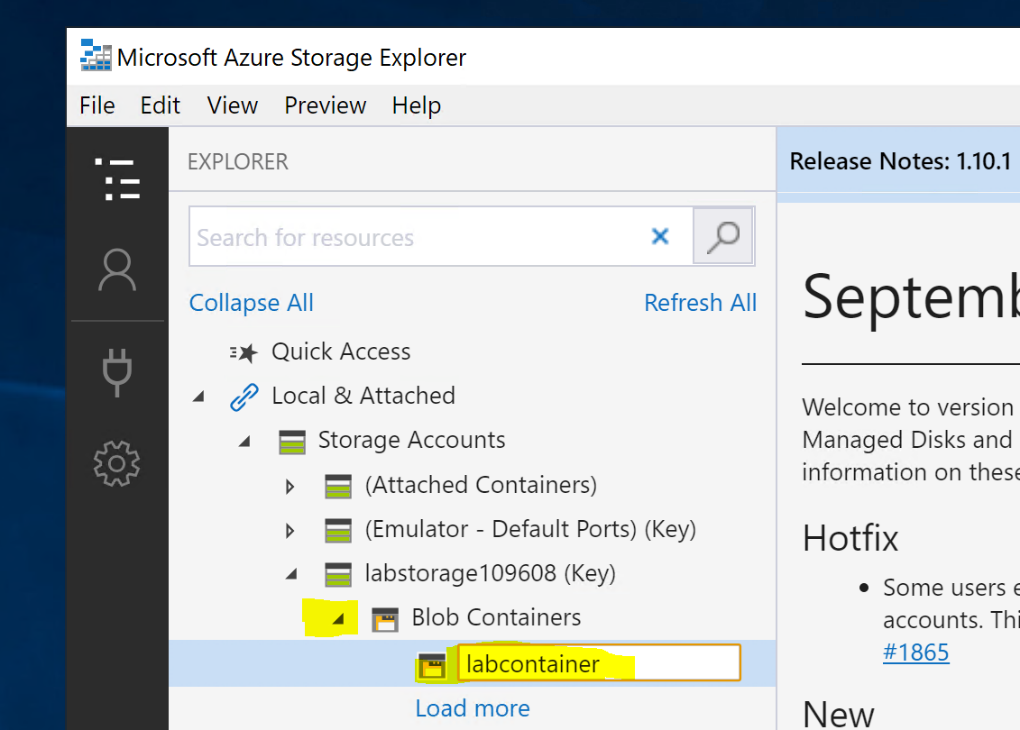 Microsoft Azure Storage Explorer
File Edit View Preview Help
EXPLORER
Search for resources
Collapse All
Refresh All
Quick Access
Local & Attached
Storage Accounts
(Attached Containers)
(Emulator - Default Ports) (Key)
labstorage109608 (Key)
Blob Containers
labcontainer
Load more
Release Notes: 1.10.1
Septemb
Welcome to version
Managed Disks and
information on these
Hotfix
Some users e
accounts. Thi
#1865
New